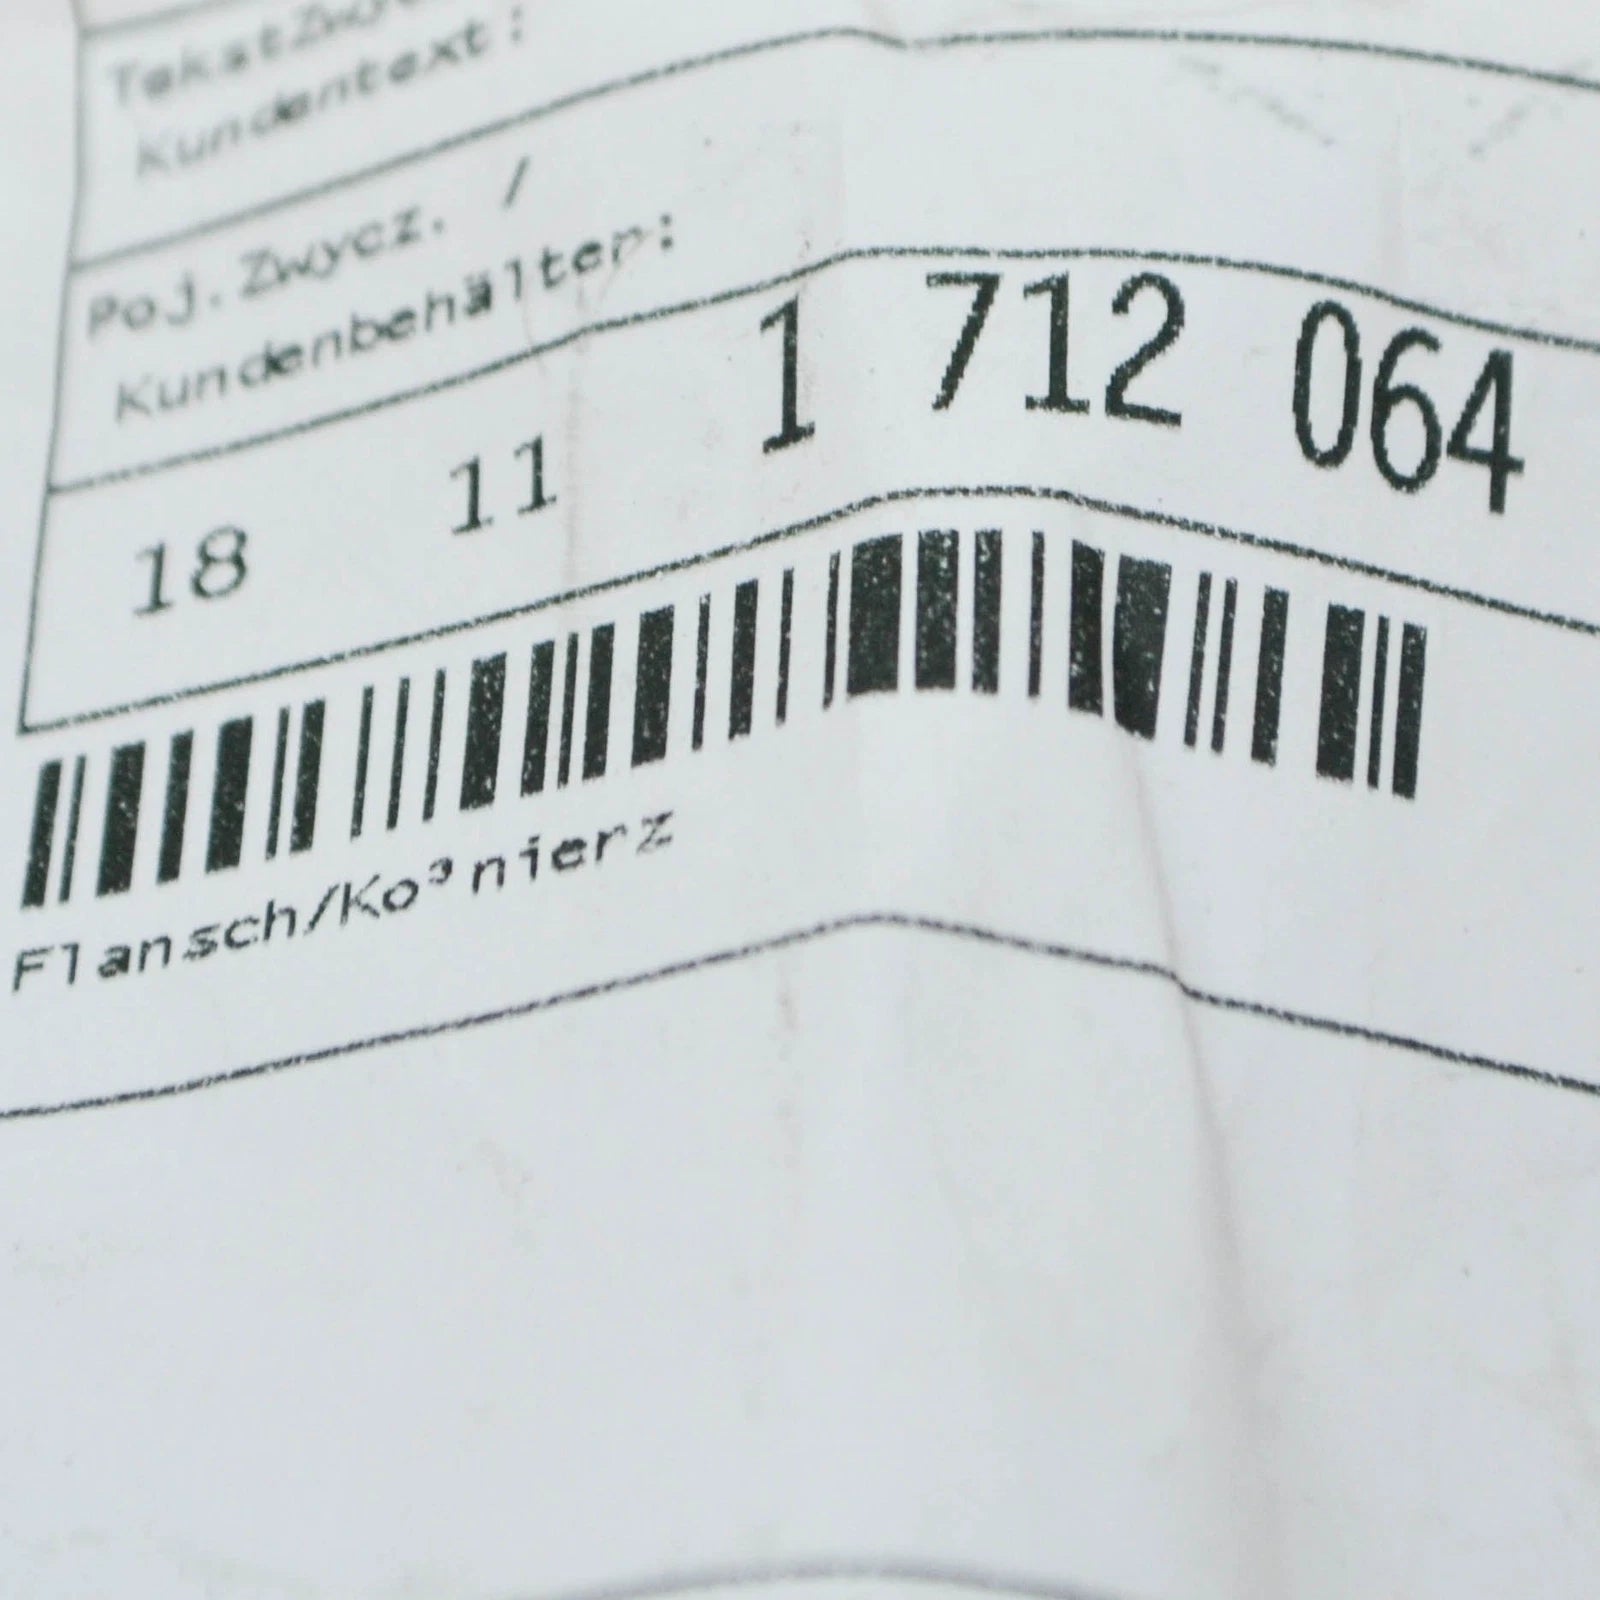 Kundentext:
Poj.Zwycz. /
Kundenbehälter:
18 11 1 712 064
Flansch/Ko³nierz